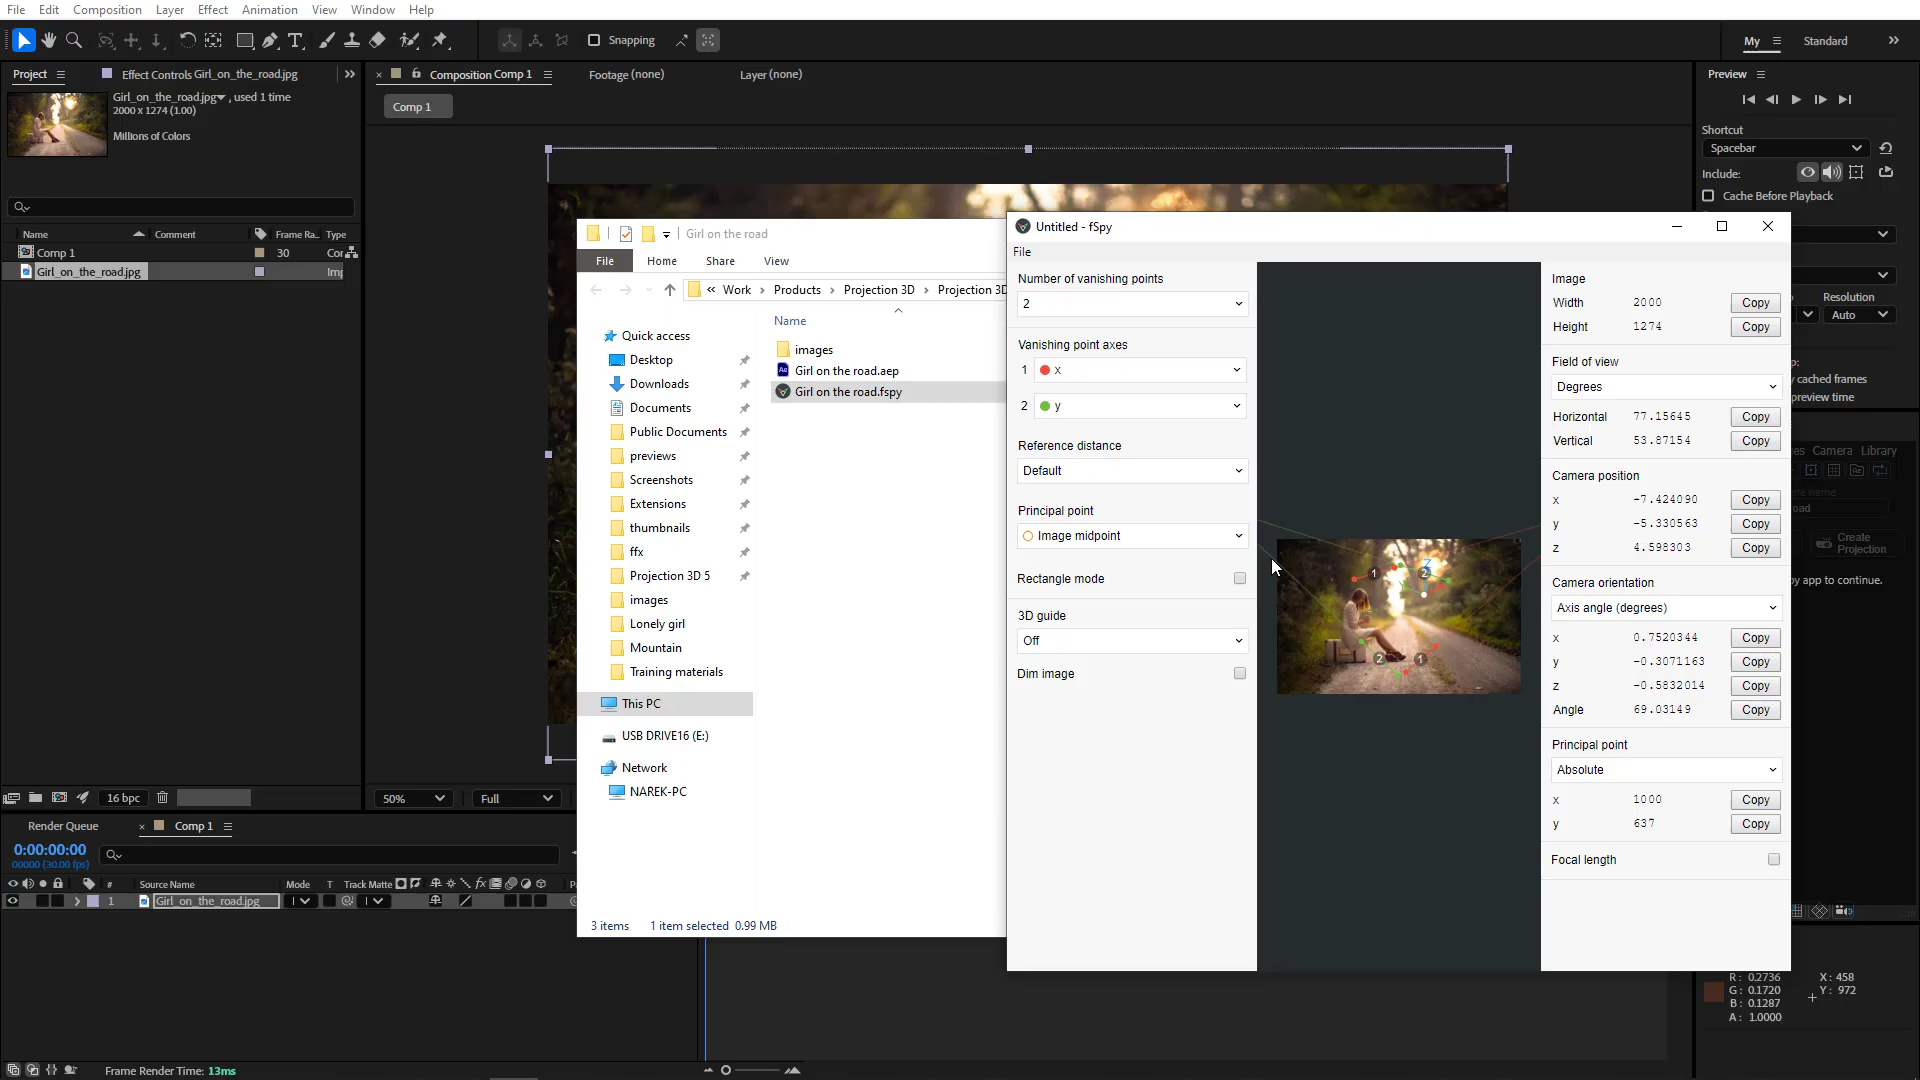 File Edit Composition Layer Effect Animation View Window Help
Snapping
My
Standard
Project
Effect Controls Girl_on_the_road.jpg
Composition Comp 1
Footage (none)
Layer (none)
Preview
Girl_on_the_road.jpg, used 1 time
2000 x 1274 (1.00)
Millions of Colors
Comp 1
Shortcut
Spacebar
Include:
Cache Before Playback
Name Comment Frame Ra.. Type
Comp 1 30
Girl_on_the_road.jpg
Girl on the road
File Home Share View
« Work > Products > Projection 3D > Projection 3D
Name
Quick access
Desktop
Downloads
Documents
Public Documents
previews
Screenshots
Extensions
thumbnails
ffx
Projection 3D 5
images
Lonely girl
Mountain
Training materials
This PC
USB DRIVE16 (E:)
Network
NAREK-PC
images
Girl on the road.aep
Girl on the road.fspy
3 items 1 item selected 0.99 MB
Untitled - fSpy
File
Number of vanishing points
2
Vanishing point axes
1 x
2 y
Reference distance
Default
Principal point
Image midpoint
Rectangle mode
3D guide
Off
Dim image
1 2
Z
2 1
Image
Width 2000 Copy
Height 1274 Copy
Field of view
Degrees
Horizontal 77.15645 Copy
Vertical 53.87154 Copy
Camera position
x -7.424090 Copy
y -5.330563 Copy
z 4.598303 Copy
Camera orientation
Axis angle (degrees)
x 0.7520344 Copy
y -0.3071163 Copy
z -0.5832014 Copy
Angle 69.03149 Copy
Principal point
Absolute
x 1000 Copy
y 637 Copy
Focal length
Resolution
Auto
cached frames
preview time
Camera Library
Create
Projection
app to continue.
16 bpc
50%
Full
Render Queue
Comp 1
0:00:00:00
00000 (30.00 fps)
# Source Name Mode T Track Matte
1 Girl_on_the_road.jpg
R: 0.2736
G: 0.1720
B: 0.1287
A: 1.0000
X: 458
Y: 972
Frame Render Time: 13ms